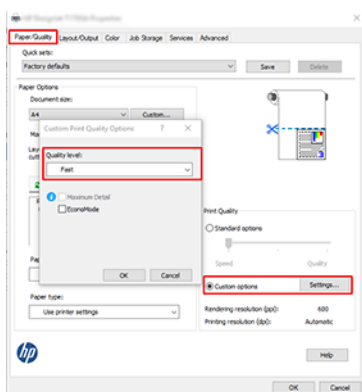 Paper/Quality Layout/Output Color Job Storage Services Advanced
Quick sets:
Factory defaults
Save Delete
Paper Options
Document size:
A4
Custom...
Custom Print Quality Options ? ×
Quality level:
Fast
Maximum Detail
EconoMode
OK Cancel
Paper type:
Use printer settings
Print Quality
Standard options
Speed Quality
Custom options Settings...
Rendering resolution (ppi): 600
Printing resolution (dpi): Automatic
hp
Help
OK Cancel